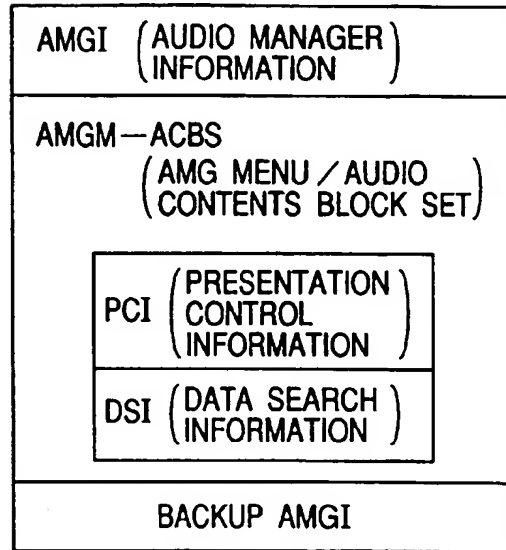 AMGI (AUDIO MANAGER
INFORMATION)
AMGM—ACBS
(AMG MENU／AUDIO
CONTENTS BLOCK SET)
PCI (PRESENTATION
CONTROL
INFORMATION)
DSI (DATA SEARCH
INFORMATION)
BACKUP AMGI